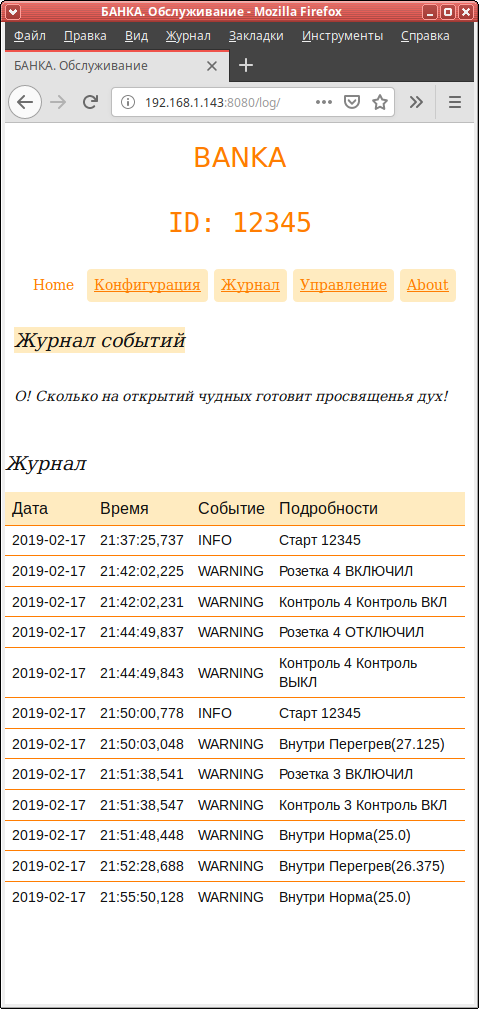 БАНКА. Обслуживание - Mozilla Firefox
Файл Правка Вид Журнал Закладки Инструменты Справка
БАНКА. Обслуживание
192.168.1.143:8080/log/
BANKA
ID: 12345
Home Конфигурация Журнал Управление About
Журнал событий
О! Сколько на открытий чудных готовит просвященья дух!
Журнал
Дата Время Событие Подробности
2019-02-17 21:37:25,737 INFO Старт 12345
2019-02-17 21:42:02,225 WARNING Розетка 4 ВКЛЮЧИЛ
2019-02-17 21:42:02,231 WARNING Контроль 4 Контроль ВКЛ
2019-02-17 21:44:49,837 WARNING Розетка 4 ОТКЛЮЧИЛ
2019-02-17 21:44:49,843 WARNING Контроль 4 Контроль
ВЫКЛ
2019-02-17 21:50:00,778 INFO Старт 12345
2019-02-17 21:50:03,048 WARNING Внутри Перегрев(27.125)
2019-02-17 21:51:38,541 WARNING Розетка 3 ВКЛЮЧИЛ
2019-02-17 21:51:38,547 WARNING Контроль 3 Контроль ВКЛ
2019-02-17 21:51:48,448 WARNING Внутри Норма(25.0)
2019-02-17 21:52:28,688 WARNING Внутри Перегрев(26.375)
2019-02-17 21:55:50,128 WARNING Внутри Норма(25.0)